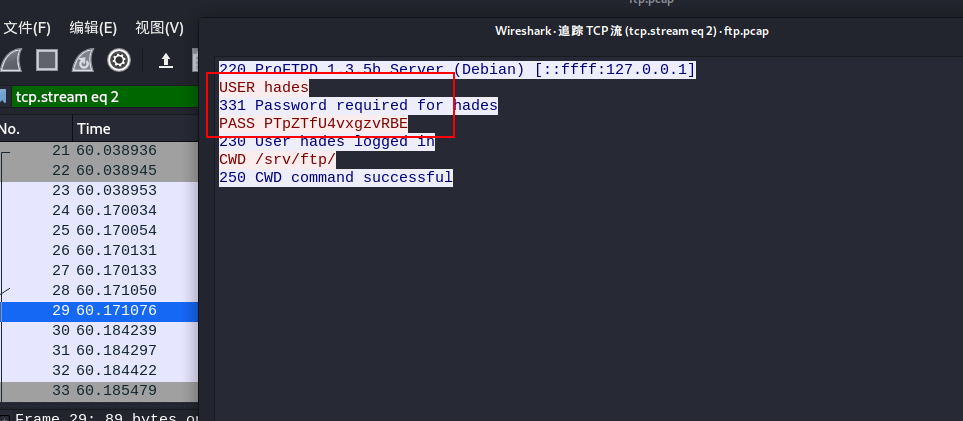 ftp.pcap
Wireshark · 追踪 TCP 流 (tcp.stream eq 2) · ftp.pcap
文件(F) 编辑(E) 视图(V)
tcp.stream eq 2
No. Time
21 60.038936
22 60.038945
23 60.038953
24 60.170034
25 60.170054
26 60.170131
27 60.170133
28 60.171050
29 60.171076
30 60.184239
31 60.184297
32 60.184422
33 60.185479
Frame 29: 89 bytes on
220 ProFTPD 1.3.5b Server (Debian) [::ffff:127.0.0.1]
USER hades
331 Password required for hades
PASS PTpZTfU4vxgzvRBE
230 User hades logged in
CWD /srv/ftp/
250 CWD command successful